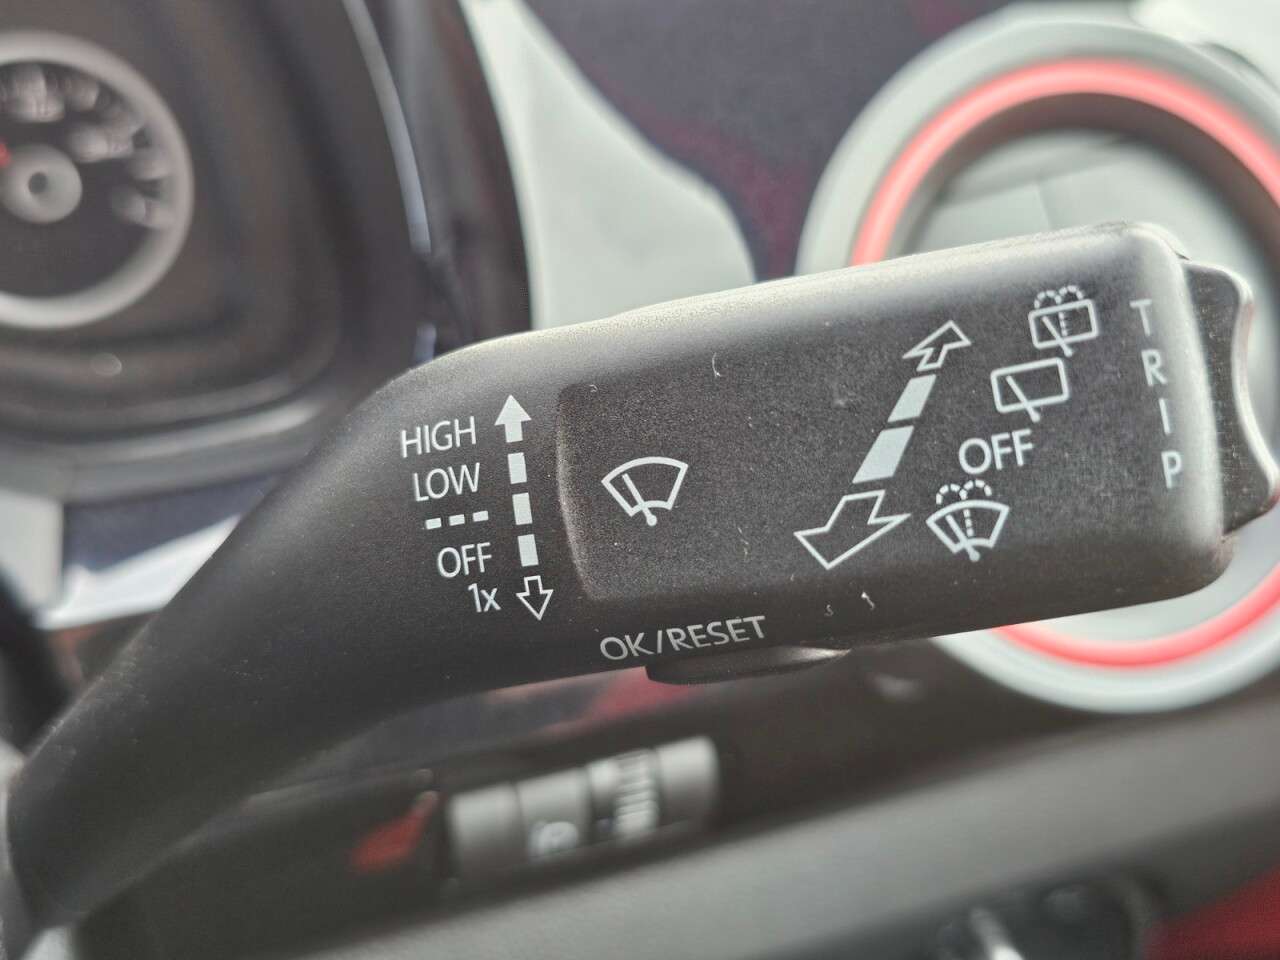 HIGH
LOW
---
OFF
1x
OK/RESET
OFF
TRIP